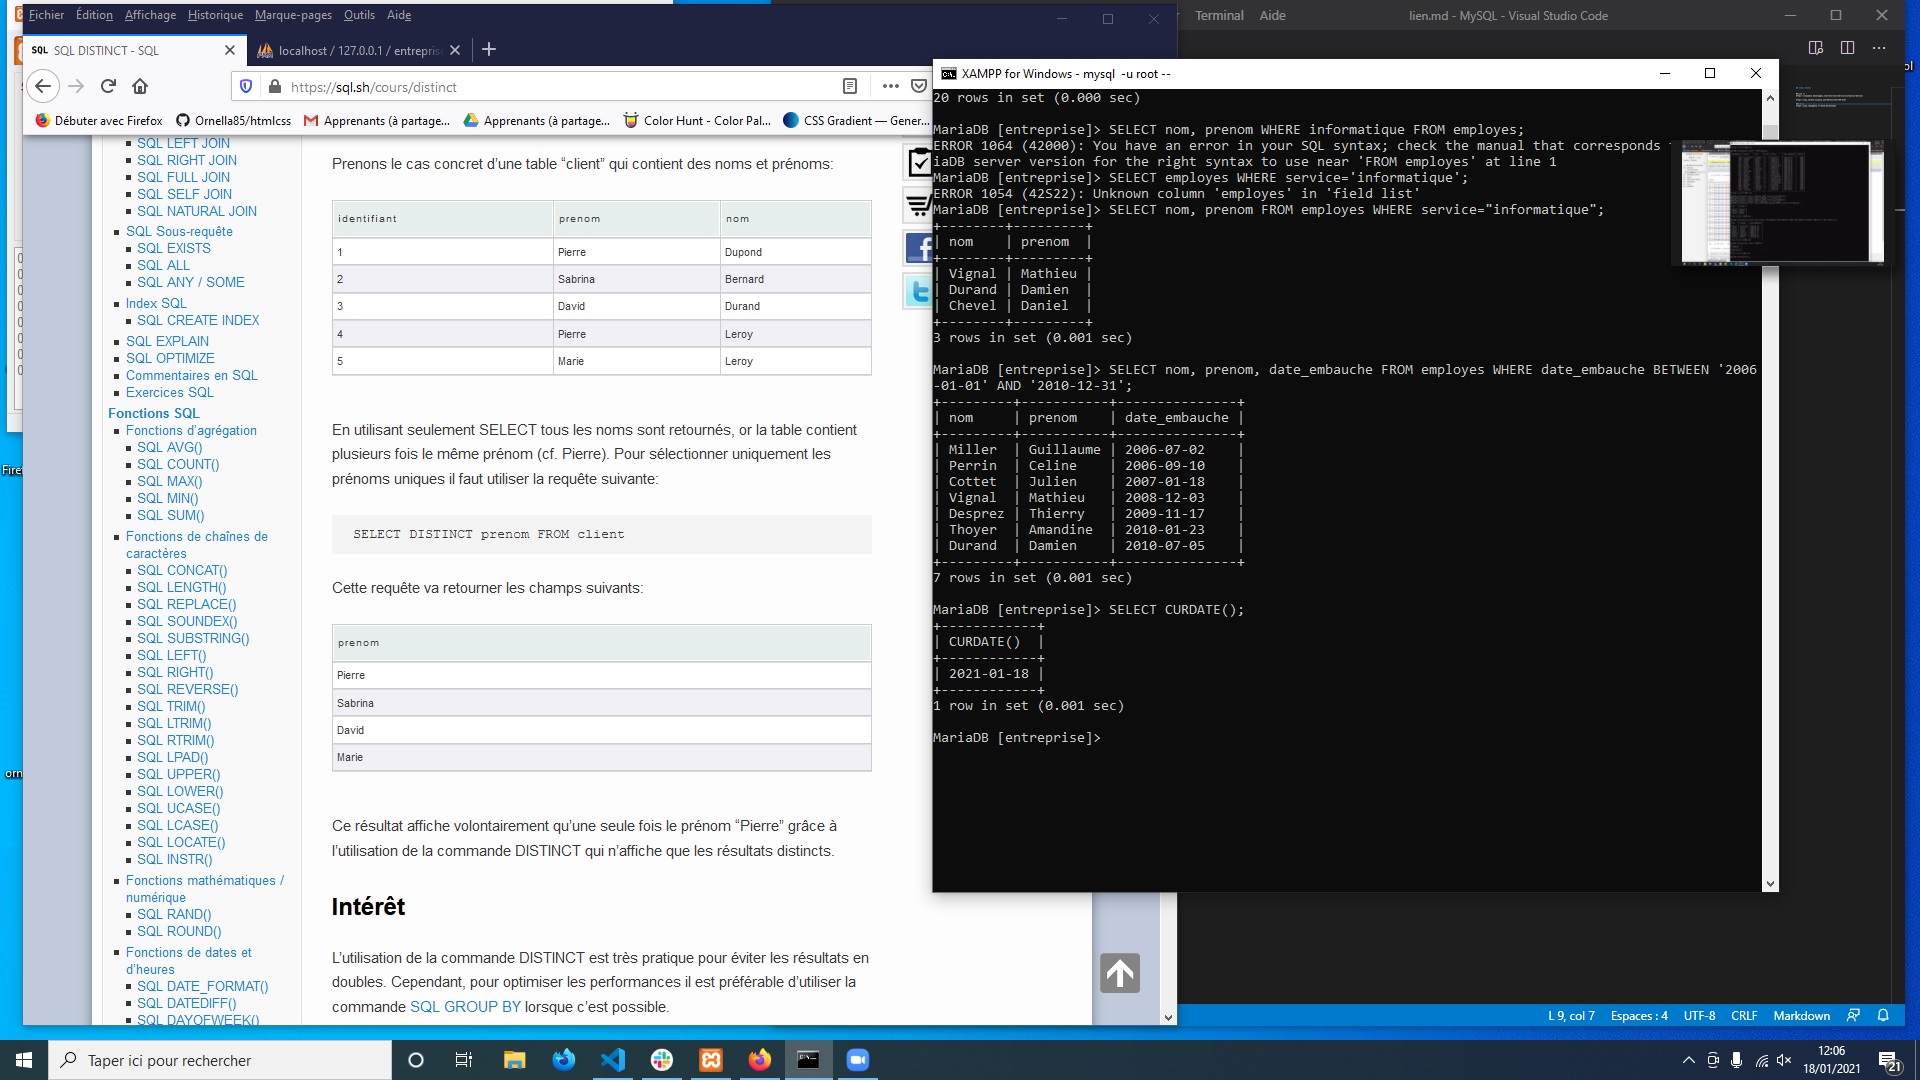 Fichier Édition Affichage Historique Marque-pages Outils Aide
SQL SQL DISTINCT - SQL
localhost / 127.0.0.1 / entrepris
https://sql.sh/cours/distinct
Débuter avec Firefox Ornella85/htmlcss Apprenants (à partage... Apprenants (à partage... Color Hunt - Color Pal... CSS Gradient — Gener...
SQL LEFT JOIN
SQL RIGHT JOIN
SQL FULL JOIN
SQL SELF JOIN
SQL NATURAL JOIN
SQL Sous-requête
SQL EXISTS
SQL ALL
SQL ANY / SOME
Index SQL
SQL CREATE INDEX
SQL EXPLAIN
SQL OPTIMIZE
Commentaires en SQL
Exercices SQL
Fonctions SQL
Fonctions d’agrégation
SQL AVG()
SQL COUNT()
SQL MAX()
SQL MIN()
SQL SUM()
Fonctions de chaînes de
caractères
SQL CONCAT()
SQL LENGTH()
SQL REPLACE()
SQL SOUNDEX()
SQL SUBSTRING()
SQL LEFT()
SQL RIGHT()
SQL REVERSE()
SQL TRIM()
SQL LTRIM()
SQL RTRIM()
SQL LPAD()
SQL UPPER()
SQL LOWER()
SQL UCASE()
SQL LCASE()
SQL LOCATE()
SQL INSTR()
Fonctions mathématiques /
numérique
SQL RAND()
SQL ROUND()
Fonctions de dates et
d’heures
SQL DATE_FORMAT()
SQL DATEDIFF()
SQL DAYOFWEEK()
Prenons le cas concret d’une table “client” qui contient des noms et prénoms:
identifiant prenom nom
1 Pierre Dupond
2 Sabrina Bernard
3 David Durand
4 Pierre Leroy
5 Marie Leroy
En utilisant seulement SELECT tous les noms sont retournés, or la table contient
plusieurs fois le même prénom (cf. Pierre). Pour sélectionner uniquement les
prénoms uniques il faut utiliser la requête suivante:
SELECT DISTINCT prenom FROM client
Cette requête va retourner les champs suivants:
prenom
Pierre
Sabrina
David
Marie
Ce résultat affiche volontairement qu’une seule fois le prénom “Pierre” grâce à
l’utilisation de la commande DISTINCT qui n’affiche que les résultats distincts.
Intérêt
L’utilisation de la commande DISTINCT est très pratique pour éviter les résultats en
doubles. Cependant, pour optimiser les performances il est préférable d’utiliser la
commande SQL GROUP BY lorsque c’est possible.
Terminal Aide lien.md - MySQL - Visual Studio Code
XAMPP for Windows - mysql -u root --
20 rows in set (0.000 sec)
MariaDB [entreprise]> SELECT nom, prenom WHERE informatique FROM employes;
ERROR 1064 (42000): You have an error in your SQL syntax; check the manual that corresponds
iaDB server version for the right syntax to use near 'FROM employes' at line 1
MariaDB [entreprise]> SELECT employes WHERE service='informatique';
ERROR 1054 (42S22): Unknown column 'employes' in 'field list'
MariaDB [entreprise]> SELECT nom, prenom FROM employes WHERE service="informatique";
+--------+---------+
| nom    | prenom  |
+--------+---------+
| Vignal | Mathieu |
| Durand | Damien  |
| Chevel | Daniel  |
+--------+---------+
3 rows in set (0.001 sec)
MariaDB [entreprise]> SELECT nom, prenom, date_embauche FROM employes WHERE date_embauche BETWEEN '2006
-01-01' AND '2010-12-31';
+---------+-----------+---------------+
| nom     | prenom    | date_embauche |
+---------+-----------+---------------+
| Miller  | Guillaume | 2006-07-02    |
| Perrin  | Celine    | 2006-09-10    |
| Cottet  | Julien    | 2007-01-18    |
| Vignal  | Mathieu   | 2008-12-03    |
| Desprez | Thierry   | 2009-11-17    |
| Thoyer  | Amandine  | 2010-01-23    |
| Durand  | Damien    | 2010-07-05    |
+---------+-----------+---------------+
7 rows in set (0.001 sec)
MariaDB [entreprise]> SELECT CURDATE();
+------------+
| CURDATE()  |
+------------+
| 2021-01-18 |
+------------+
1 row in set (0.001 sec)
MariaDB [entreprise]>
L 9, col 7 Espaces : 4 UTF-8 CRLF Markdown
Taper ici pour rechercher
12:06
18/01/2021
21